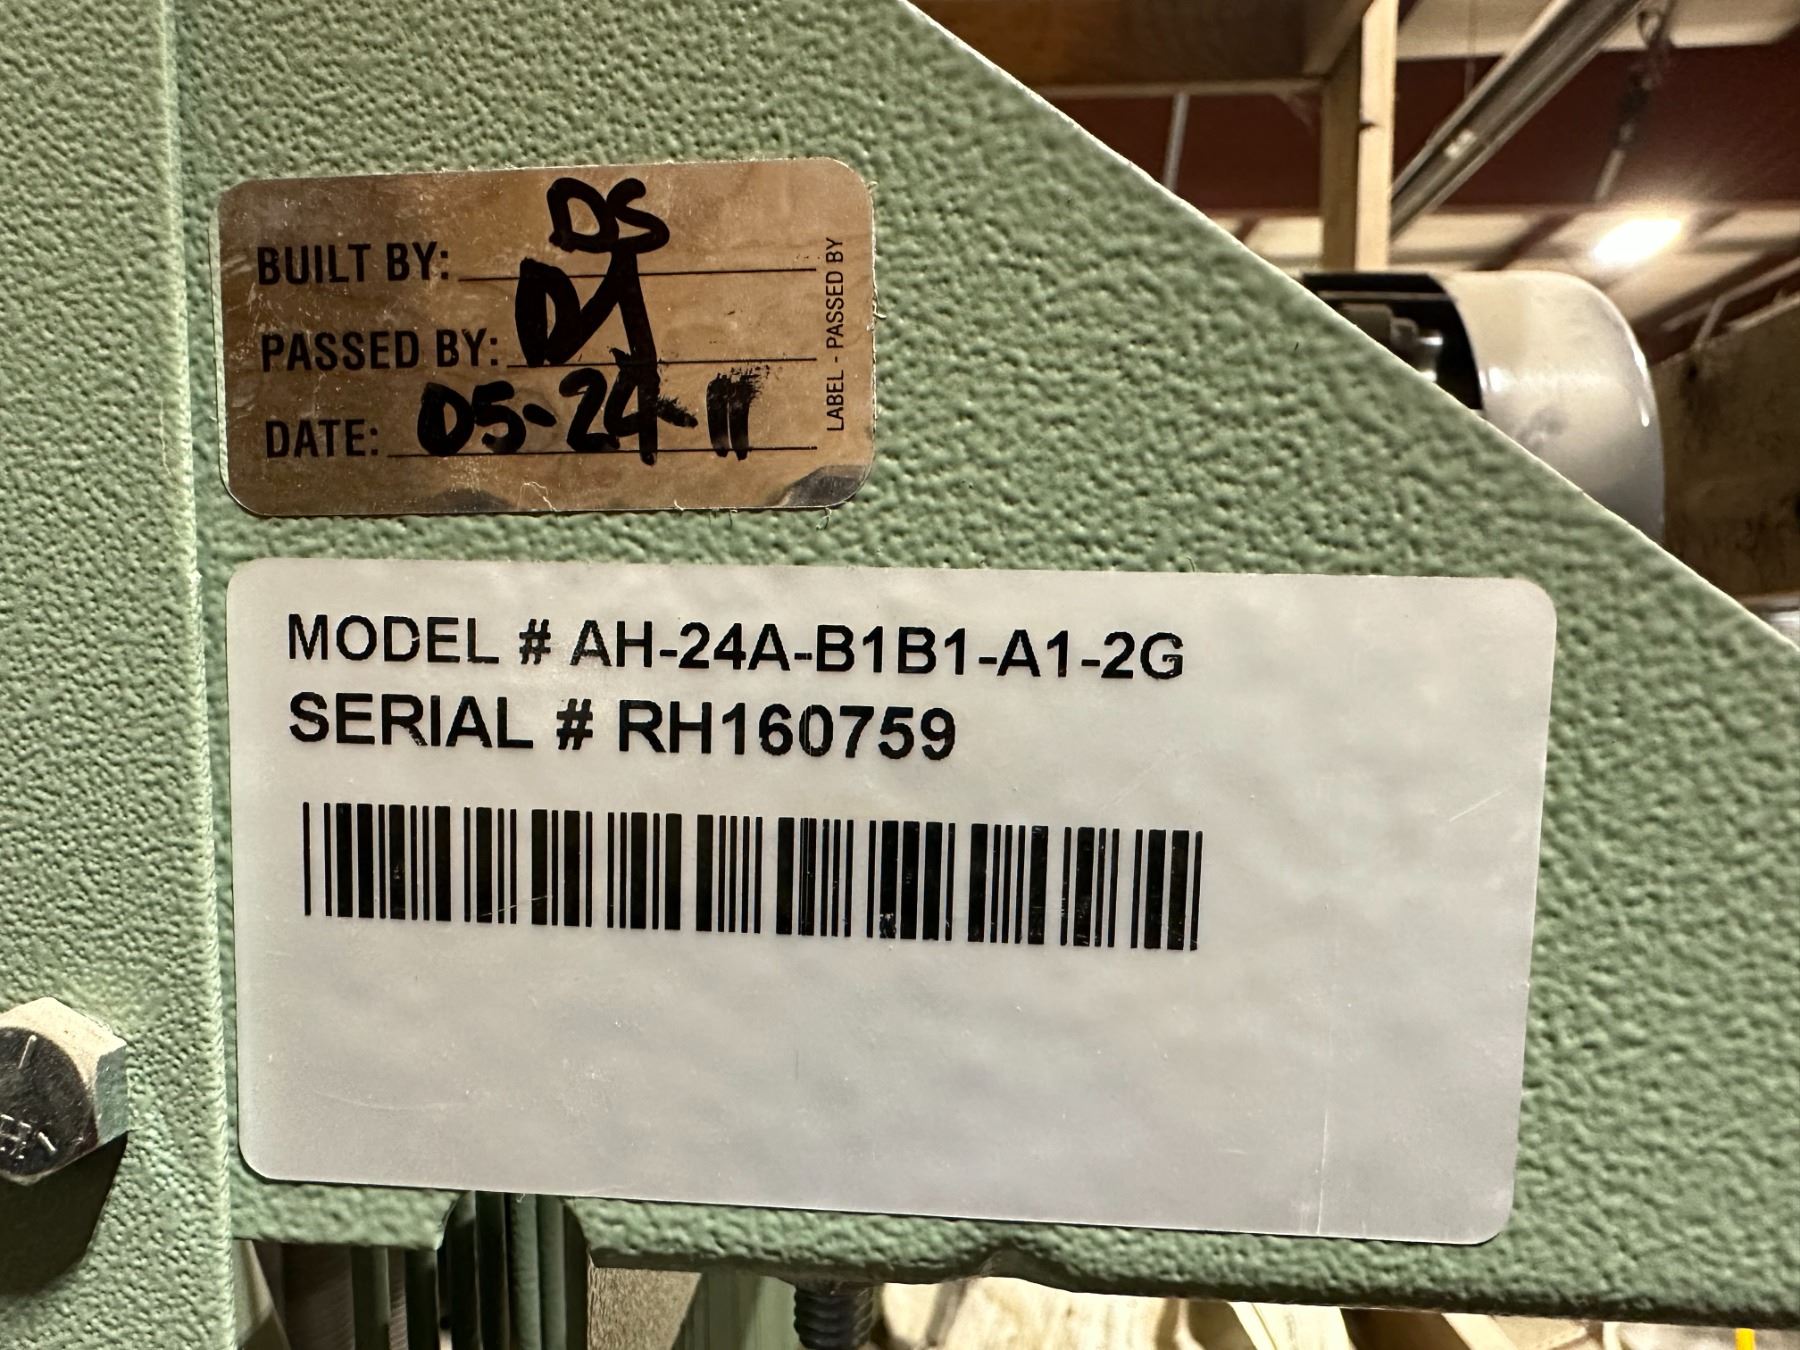 BUILT BY: DS
PASSED BY: DS
DATE: 05-24-11
LABEL - PASSED BY
MODEL # AH-24A-B1B1-A1-2G
SERIAL # RH160759